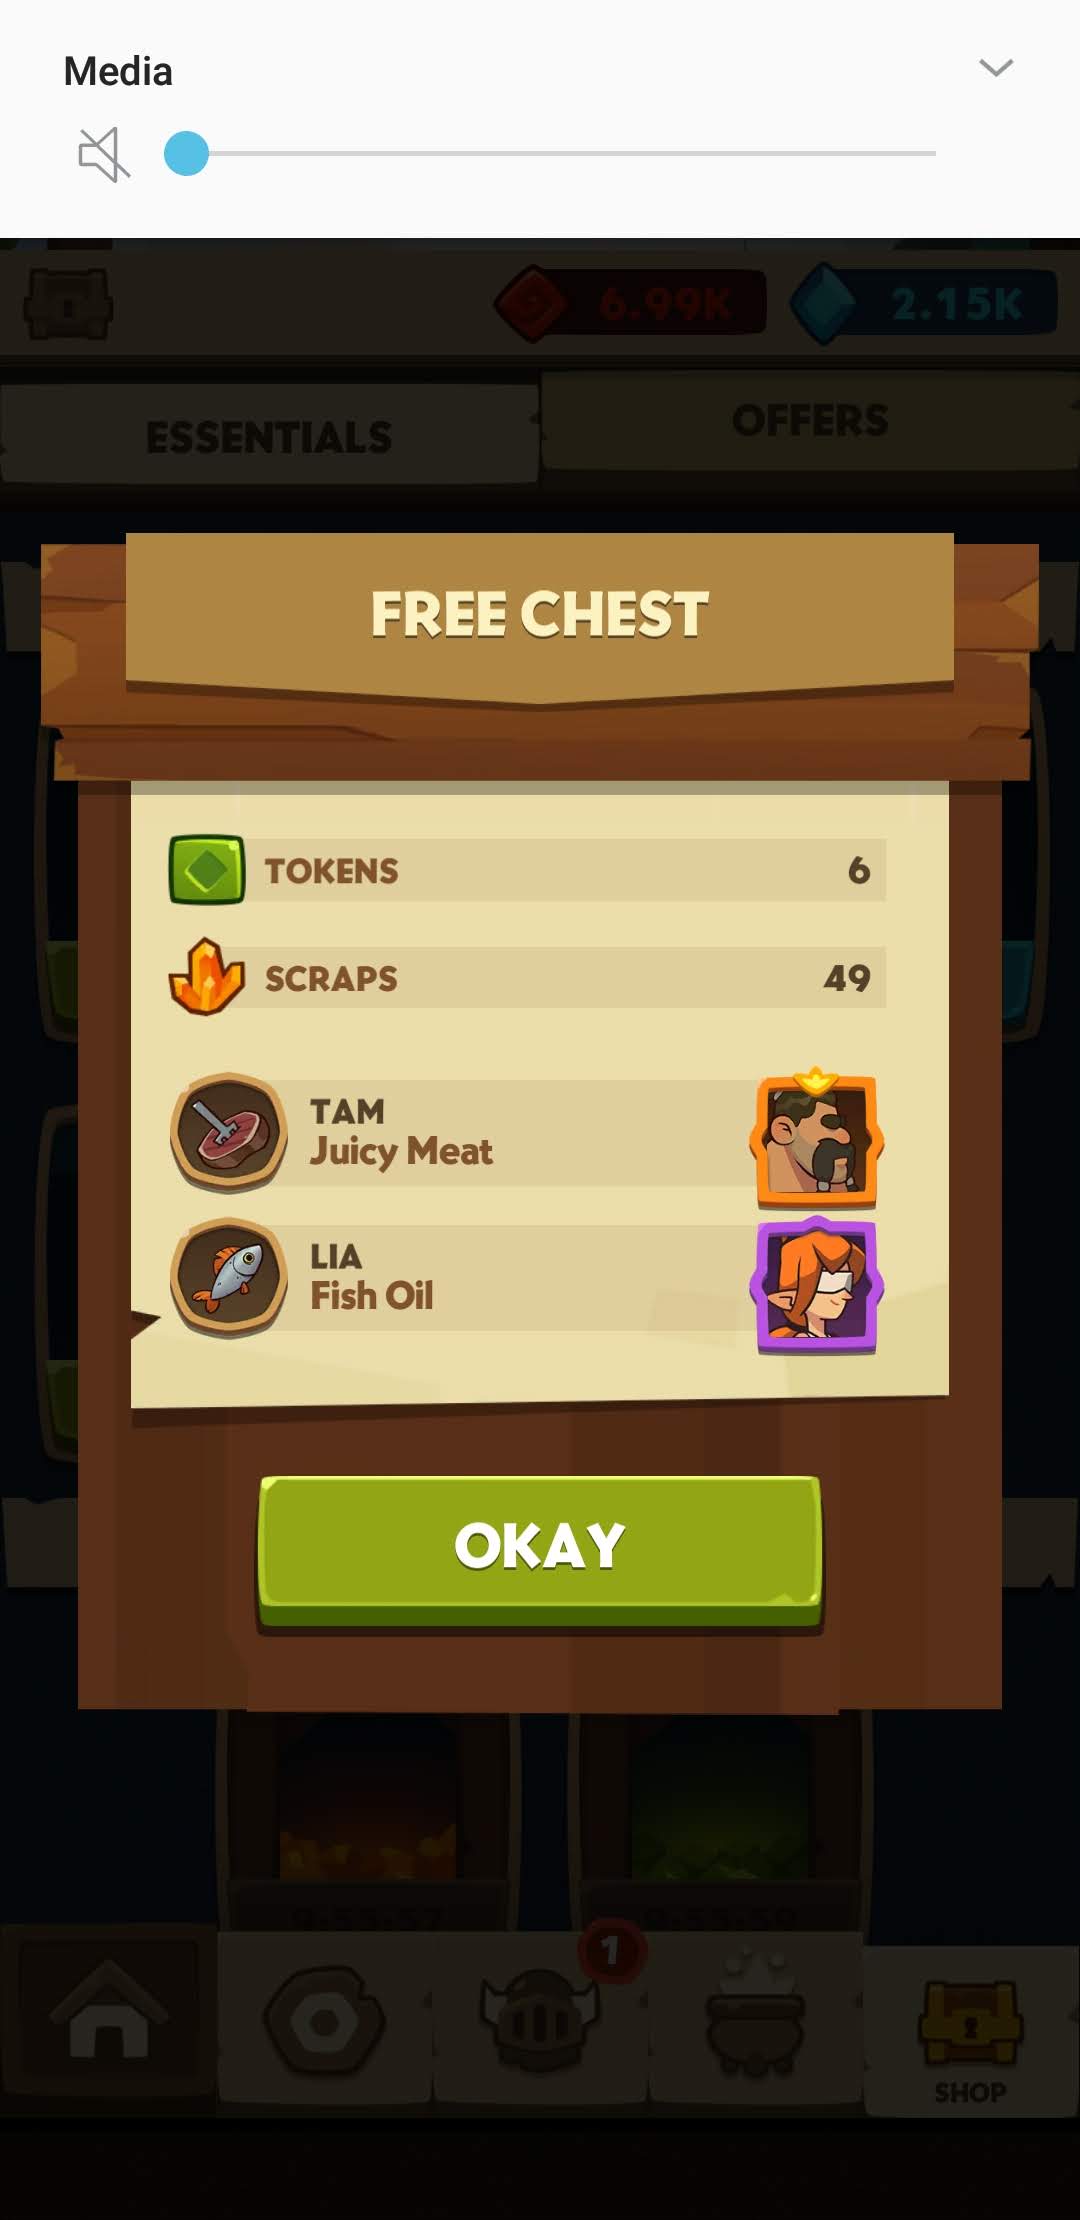 Media
6.99K
2.15K
ESSENTIALS
OFFERS
FREE CHEST
TOKENS
6
SCRAPS
49
TAM
Juicy Meat
LIA
Fish Oil
OKAY
1
SHOP